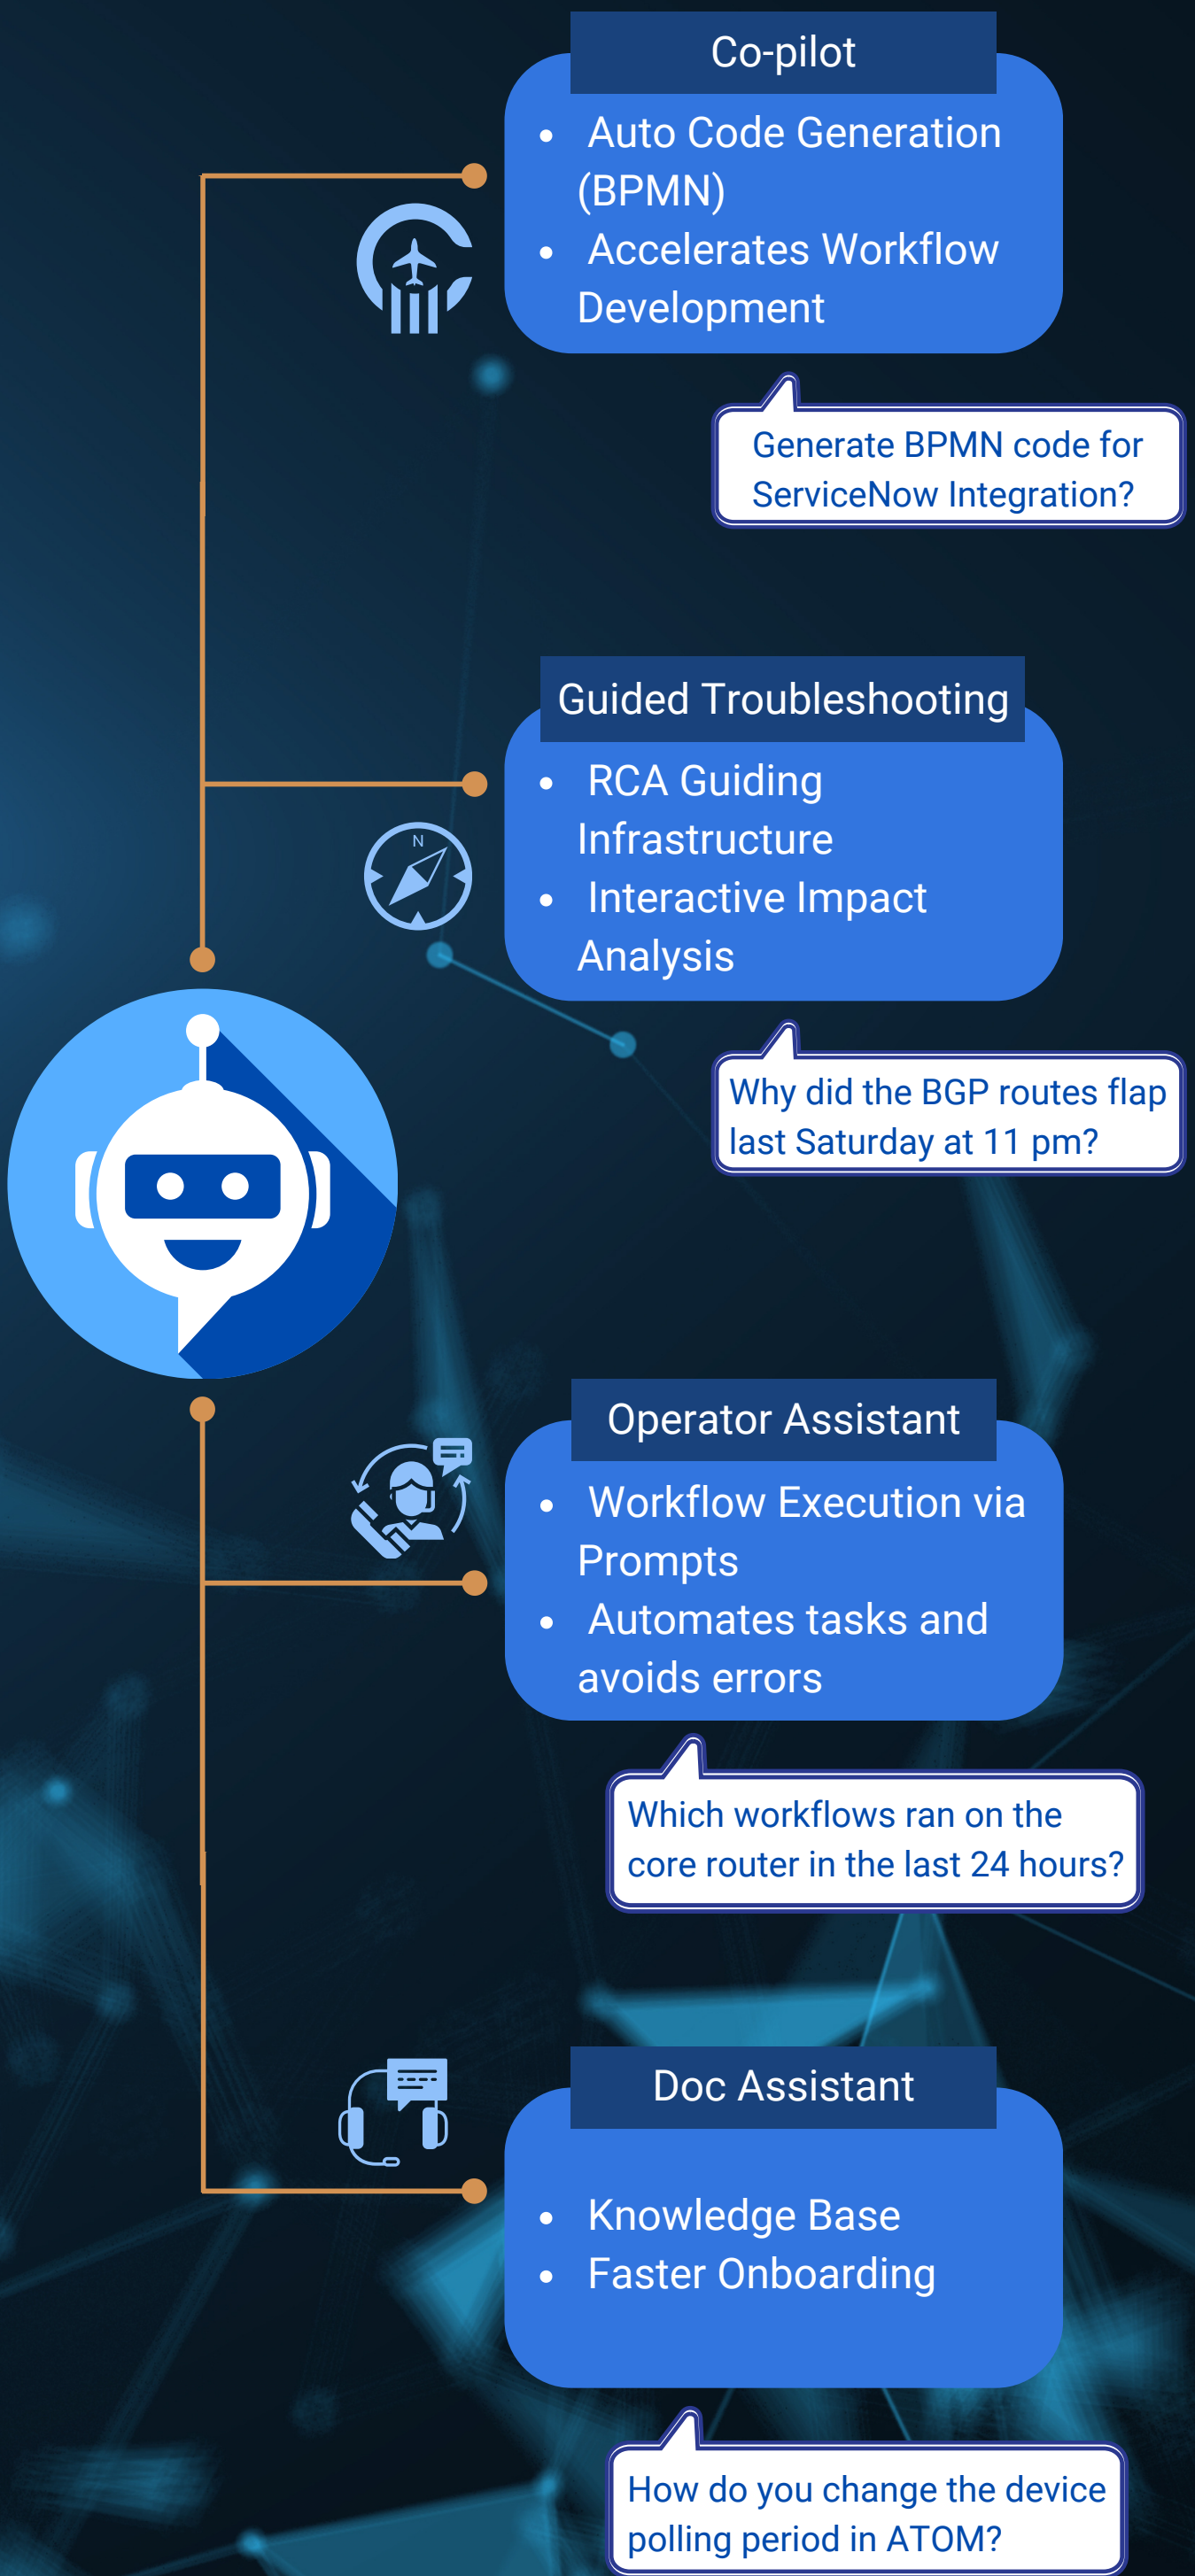 Co-pilot
• Auto Code Generation
(BPMN)
• Accelerates Workflow
Development
Generate BPMN code for
ServiceNow Integration?
Guided Troubleshooting
• RCA Guiding
Infrastructure
• Interactive Impact
Analysis
N
Why did the BGP routes flap
last Saturday at 11 pm?
Operator Assistant
• Workflow Execution via
Prompts
• Automates tasks and
avoids errors
Which workflows ran on the
core router in the last 24 hours?
Doc Assistant
• Knowledge Base
• Faster Onboarding
How do you change the device
polling period in ATOM?